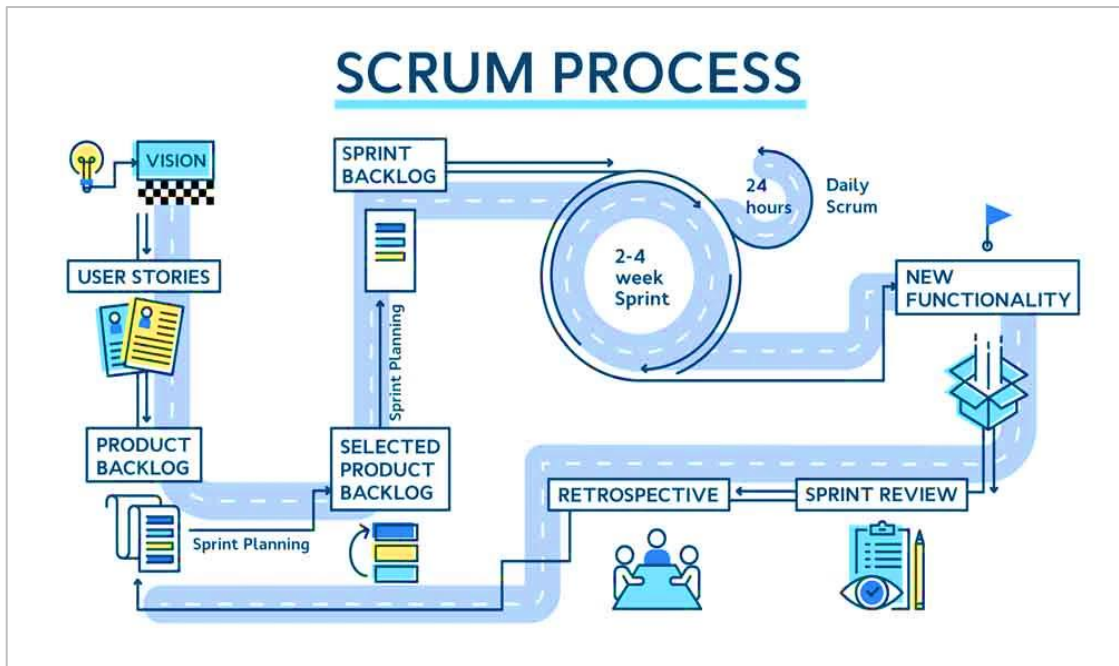 SCRUM PROCESS
VISION
USER STORIES
PRODUCT
BACKLOG
Sprint Planning
SELECTED
PRODUCT
BACKLOG
Sprint Planning
SPRINT
BACKLOG
2-4
week
Sprint
24
hours
Daily
Scrum
NEW
FUNCTIONALITY
SPRINT REVIEW
RETROSPECTIVE